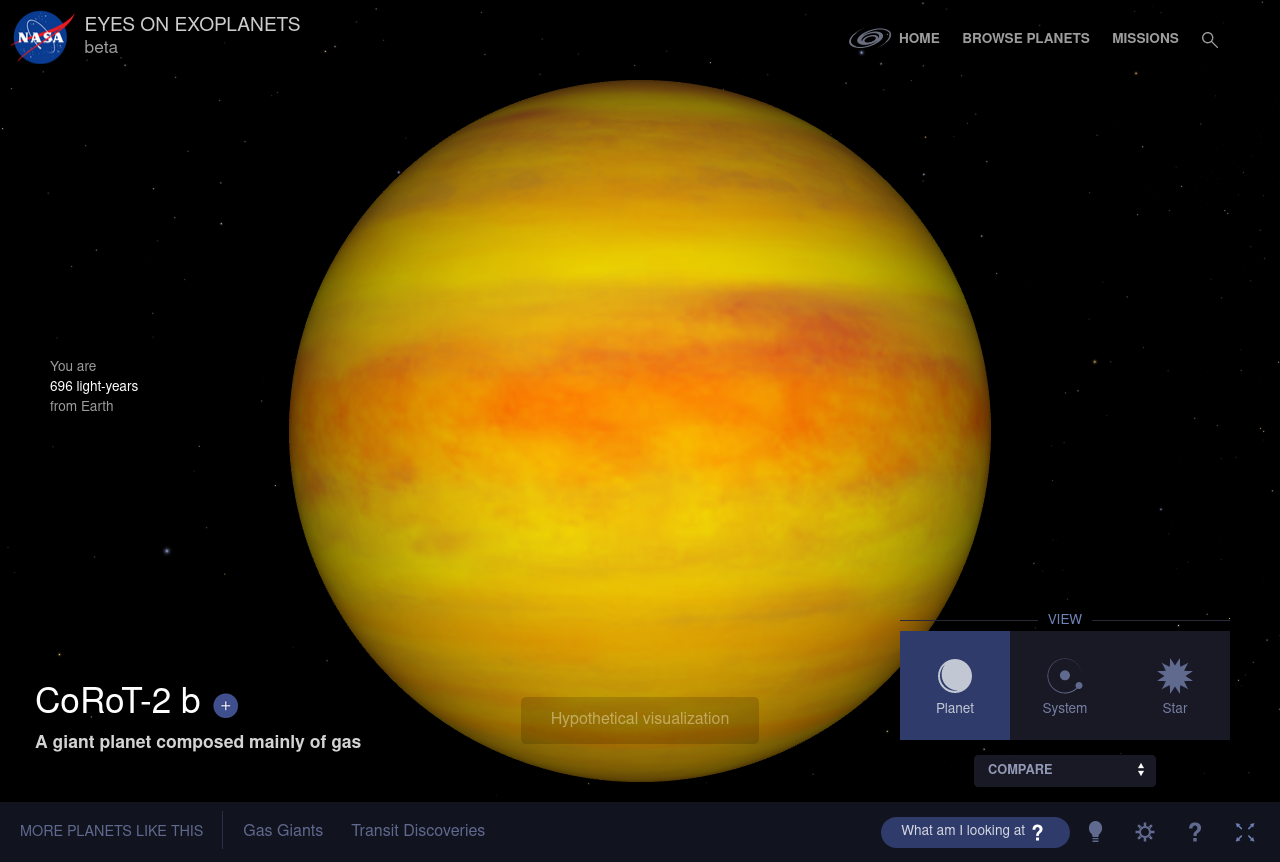 NASA
EYES ON EXOPLANETS
beta
HOME
BROWSE PLANETS
MISSIONS
You are
696 light-years
from Earth
VIEW
Planet
System
Star
CoRoT-2 b +
A giant planet composed mainly of gas
Hypothetical visualization
COMPARE
MORE PLANETS LIKE THIS
Gas Giants
Transit Discoveries
What am I looking at ?
?